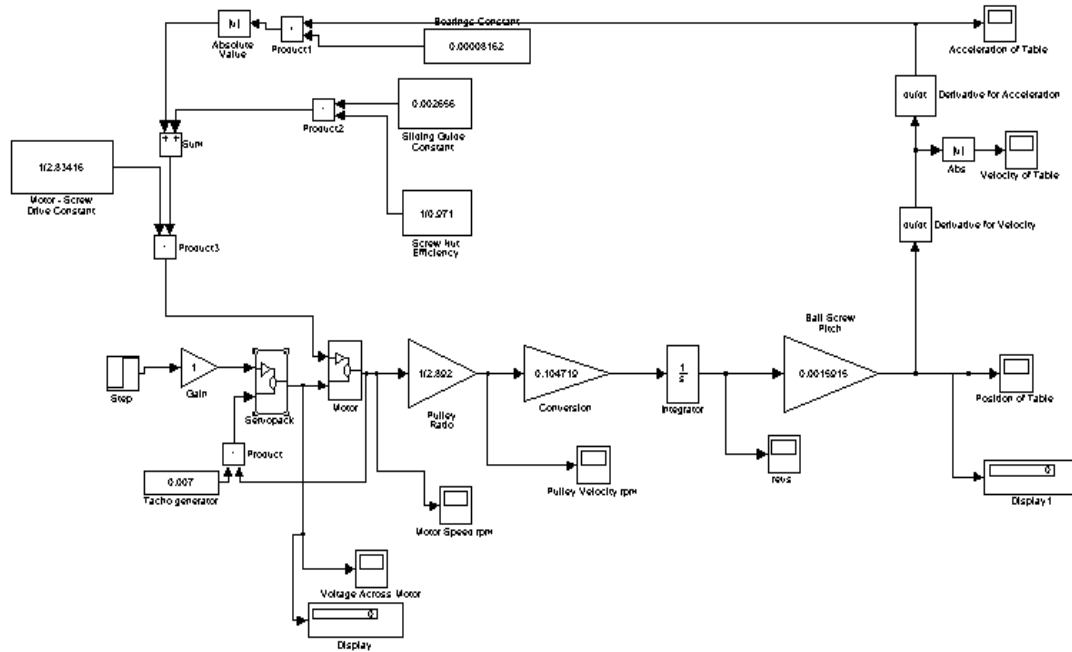 Bearings Constant
|u|
Absolute
Value
Product1
0.00008162
Acceleration of Table
0.002656
Sliding Guide
Constant
Product2
du/dt
Derivative for Acceleration
++
Sum
1/2.83416
Motor - Screw
Drive Constant
|u|
Abs
Velocity of Table
1/0.971
Screw Nut
Efficiency
Product3
du/dt
Derivative for Velocity
Ball Screw
Pitch
Step
1
Gain
Servopack
Motor
1/2.892
Pulley
Ratio
0.104719
Conversion
1
s
Integrator
0.0015915
Position of Table
Product
0.007
Tacho generator
Motor Speed rpm
Pulley Velocity rpm
revs
0
Display1
Voltage Across Motor
0
Display